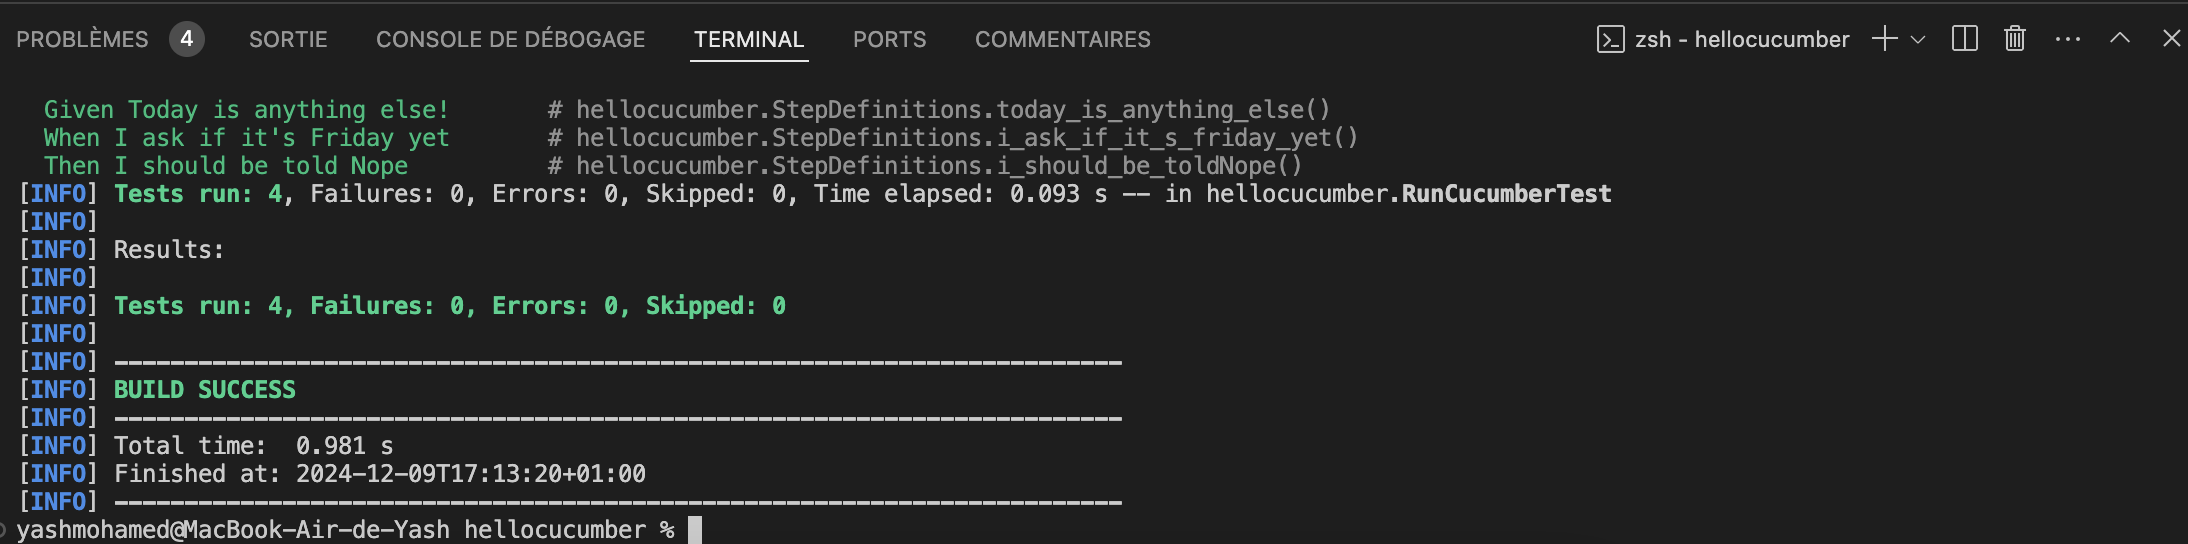 PROBLÈMES 4 SORTIE CONSOLE DE DÉBOGAGE TERMINAL PORTS COMMENTAIRES zsh - hellocucumber
Given Today is anything else! # hellocucumber.StepDefinitions.today_is_anything_else()
When I ask if it's Friday yet # hellocucumber.StepDefinitions.i_ask_if_it_s_friday_yet()
Then I should be told Nope # hellocucumber.StepDefinitions.i_should_be_toldNope()
[INFO] Tests run: 4, Failures: 0, Errors: 0, Skipped: 0, Time elapsed: 0.093 s -- in hellocucumber.RunCucumberTest
[INFO]
[INFO] Results:
[INFO]
[INFO] Tests run: 4, Failures: 0, Errors: 0, Skipped: 0
[INFO]
[INFO] ------------------------------------------------------------------------
[INFO] BUILD SUCCESS
[INFO] ------------------------------------------------------------------------
[INFO] Total time:  0.981 s
[INFO] Finished at: 2024-12-09T17:13:20+01:00
[INFO] ------------------------------------------------------------------------
yashmohamed@MacBook-Air-de-Yash hellocucumber %